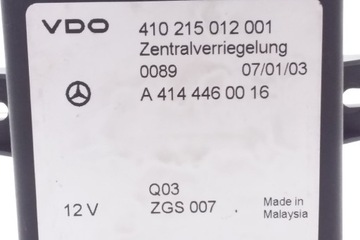 VDO 410 215 012 001
Zentralverriegelung
0089 07/01/03
A 414 446 00 16
Q03
12 V ZGS 007 Made in
Malaysia